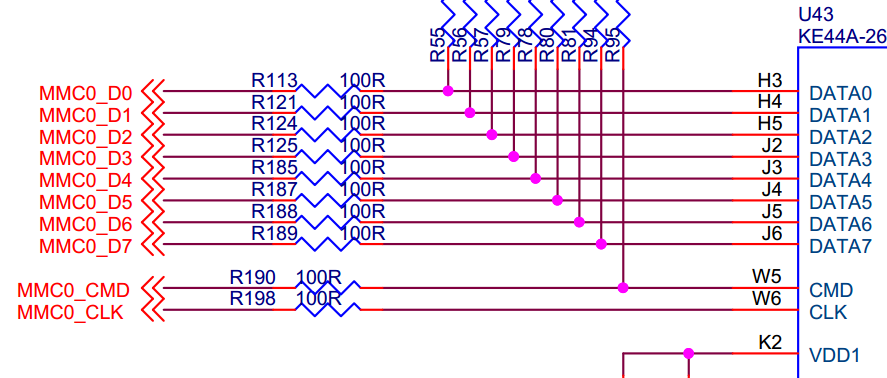 U43
KE44A-26
R55
R56
R57
R79
R78
R80
R81
R94
R95
MMC0_D0 R113 100R H3 DATA0
MMC0_D1 R121 100R H4 DATA1
MMC0_D2 R124 100R H5 DATA2
MMC0_D3 R125 100R J2 DATA3
MMC0_D4 R185 100R J3 DATA4
MMC0_D5 R187 100R J4 DATA5
MMC0_D6 R188 100R J5 DATA6
MMC0_D7 R189 100R J6 DATA7
MMC0_CMD R190 100R W5 CMD
MMC0_CLK R198 100R W6 CLK
K2 VDD1